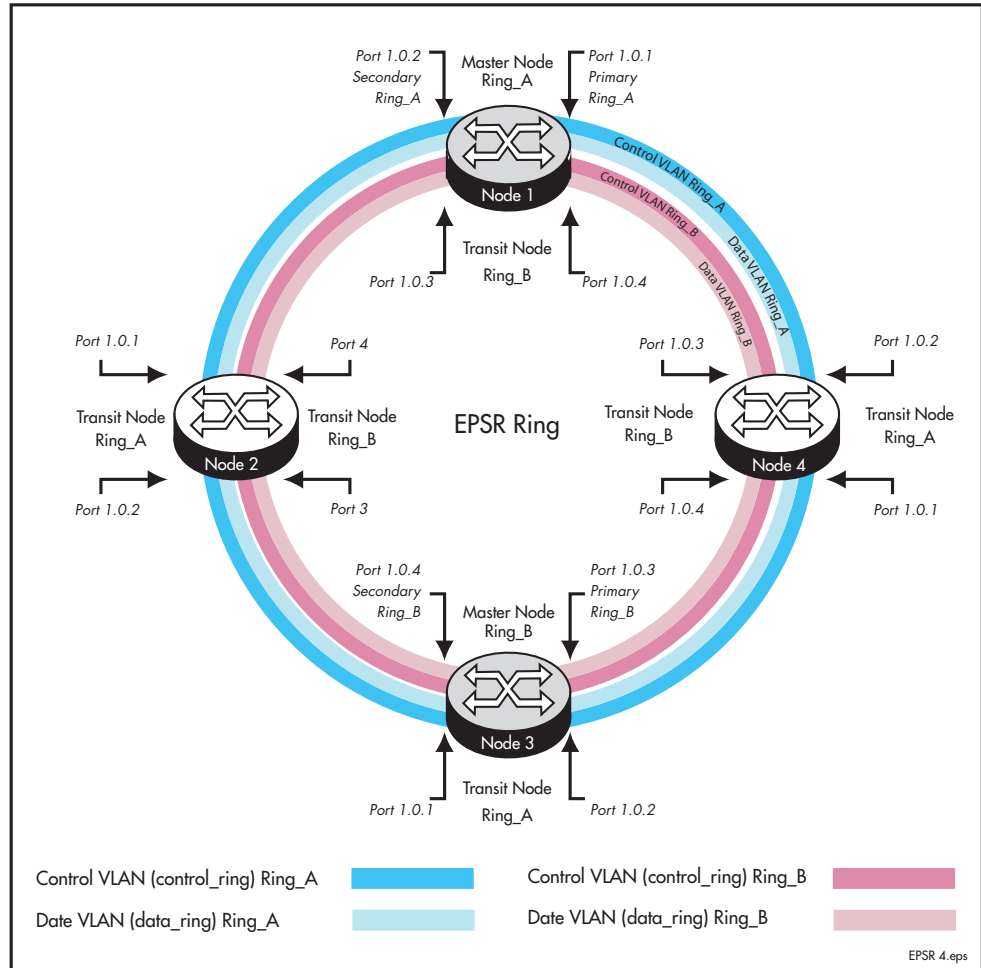 Port 1.0.2
Secondary
Ring_A
Master Node
Ring_A
Port 1.0.1
Primary
Ring_A
Control VLAN Ring_A
Data VLAN Ring_A
Control VLAN Ring_B
Data VLAN Ring_B
Node 1
Port 1.0.3
Transit Node
Ring_B
Port 1.0.4
Port 1.0.1
Port 4
Transit Node
Ring_A
Node 2
Transit Node
Ring_B
Port 1.0.2
Port 3
EPSR Ring
Port 1.0.3
Port 1.0.2
Transit Node
Ring_B
Node 4
Transit Node
Ring_A
Port 1.0.4
Port 1.0.1
Port 1.0.4
Secondary
Ring_B
Master Node
Ring_B
Port 1.0.3
Primary
Ring_B
Node 3
Port 1.0.1
Transit Node
Ring_A
Port 1.0.2
Control VLAN (control_ring) Ring_A
Control VLAN (control_ring) Ring_B
Date VLAN (data_ring) Ring_A
Date VLAN (data_ring) Ring_B
EPSR 4.eps